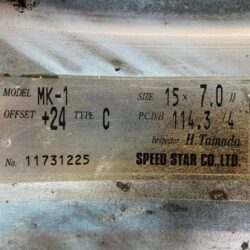 MODEL MK-1 SIZE 15 × 7.0 JJ
OFFSET +24 TYPE C P.C.D/H 114.3 / 4
Inspector H.Tamada
No. 11731225 SPEED STAR CO.,LTD.